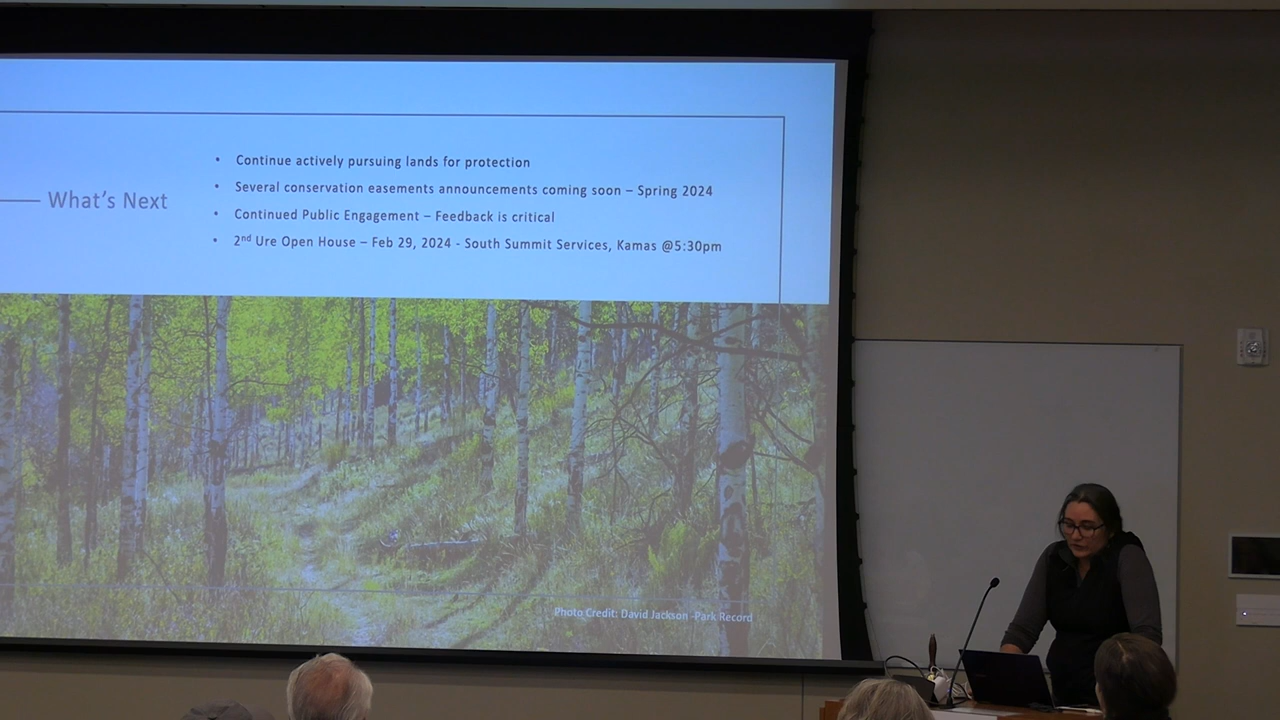 What's Next
• Continue actively pursuing lands for protection
• Several conservation easements announcements coming soon – Spring 2024
• Continued Public Engagement – Feedback is critical
• 2nd Ure Open House – Feb 29, 2024 - South Summit Services, Kamas @5:30pm
Photo Credit: David Jackson -Park Record